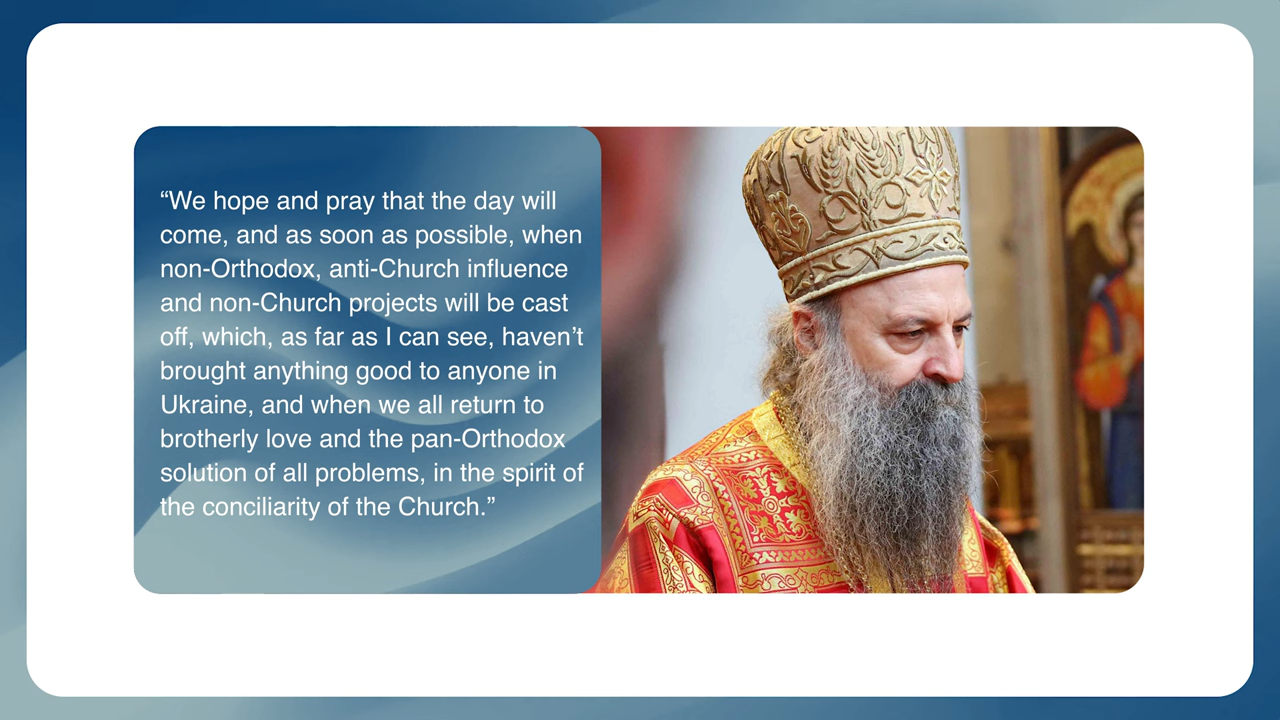 “We hope and pray that the day will
come, and as soon as possible, when
non-Orthodox, anti-Church influence
and non-Church projects will be cast
off, which, as far as I can see, haven’t
brought anything good to anyone in
Ukraine, and when we all return to
brotherly love and the pan-Orthodox
solution of all problems, in the spirit of
the conciliarity of the Church.”